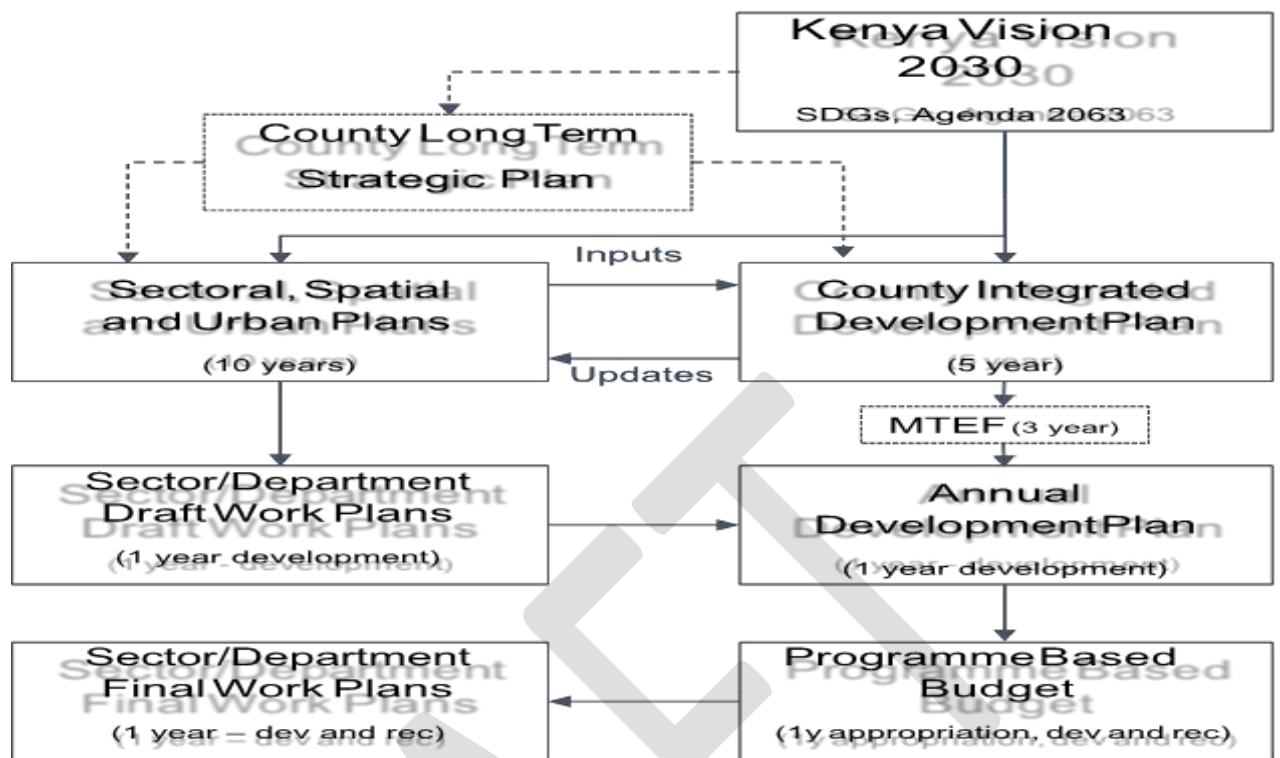 Kenya Vision
2030
SDGs, Agenda 2063
County Long Term
Strategic Plan
Inputs
Sectoral, Spatial
and Urban Plans
(10 years)
County Integrated
Development Plan
(5 year)
Updates
MTEF (3 year)
Sector/Department
Draft Work Plans
(1 year development)
Annual
Development Plan
(1 year development)
Sector/Department
Final Work Plans
(1 year – dev and rec)
Programme Based
Budget
(1y appropriation, dev and rec)